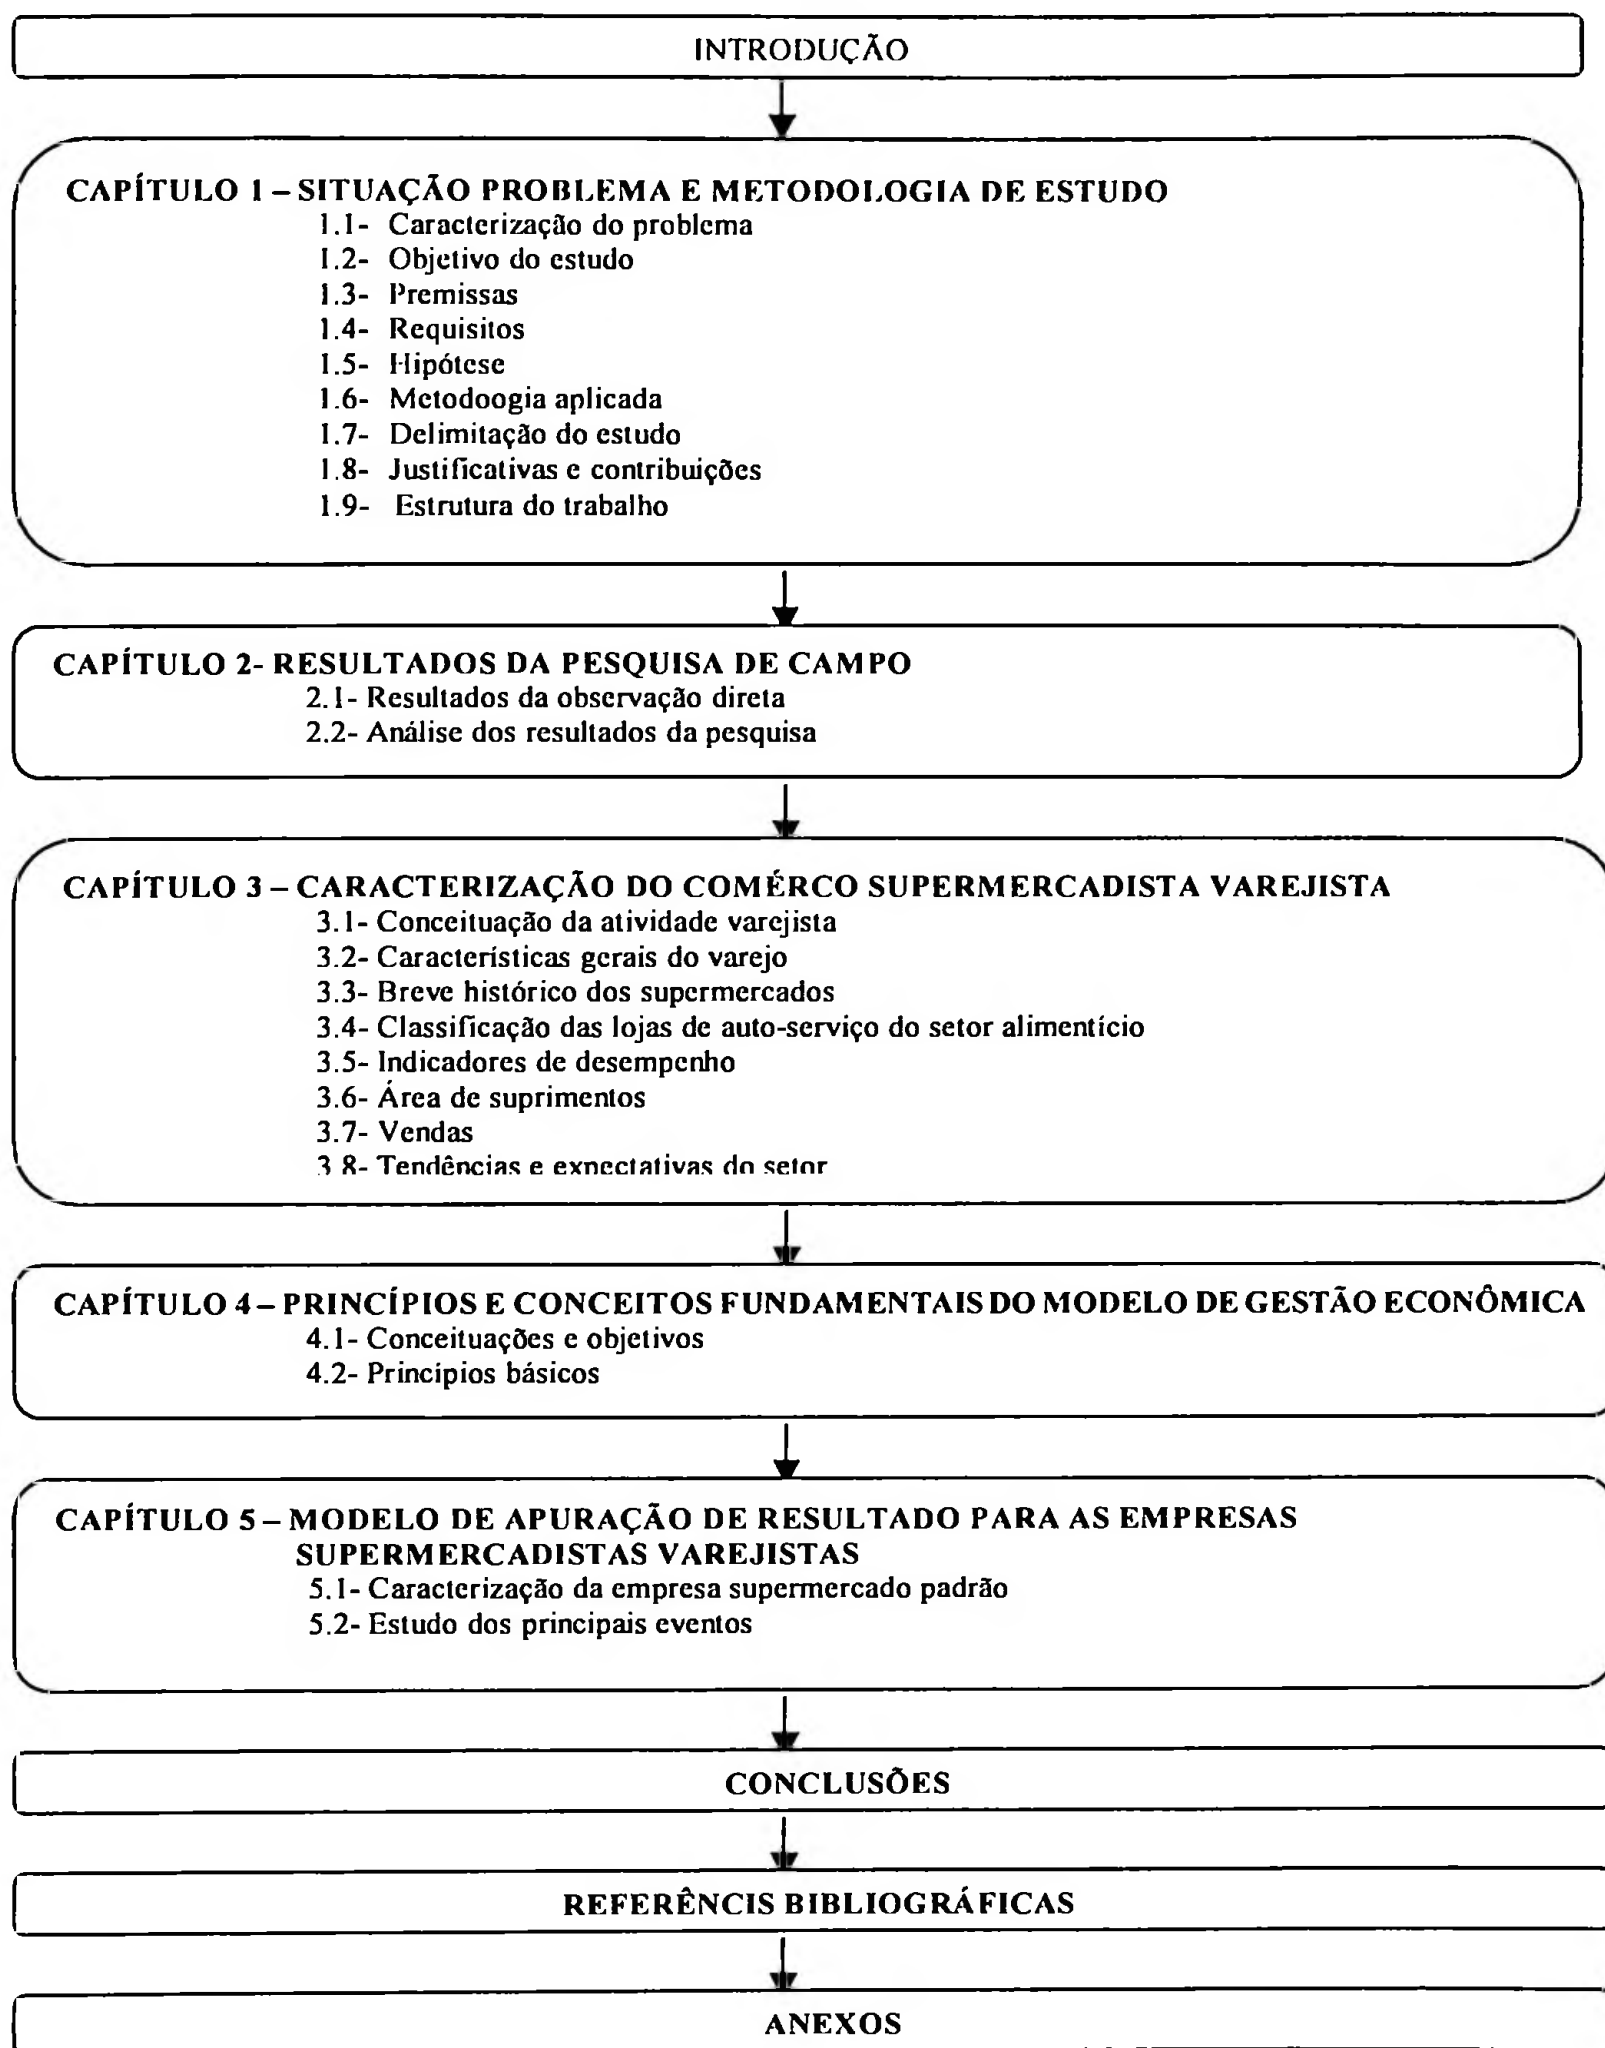 INTRODUÇÃO
CAPÍTULO 1 – SITUAÇÃO PROBLEMA E METODOLOGIA DE ESTUDO
1.1- Caracterização do problema
1.2- Objetivo do estudo
1.3- Premissas
1.4- Requisitos
1.5- Hipótese
1.6- Metodoogia aplicada
1.7- Delimitação do estudo
1.8- Justificativas e contribuições
1.9- Estrutura do trabalho
CAPÍTULO 2- RESULTADOS DA PESQUISA DE CAMPO
2.1- Resultados da observação direta
2.2- Análise dos resultados da pesquisa
CAPÍTULO 3 – CARACTERIZAÇÃO DO COMÉRCO SUPERMERCADISTA VAREJISTA
3.1- Conceituação da atividade varejista
3.2- Características gerais do varejo
3.3- Breve histórico dos supermercados
3.4- Classificação das lojas de auto-serviço do setor alimentício
3.5- Indicadores de desempenho
3.6- Área de suprimentos
3.7- Vendas
3.8- Tendências e expectativas do setor
CAPÍTULO 4 – PRINCÍPIOS E CONCEITOS FUNDAMENTAIS DO MODELO DE GESTÃO ECONÔMICA
4.1- Conceituações e objetivos
4.2- Princípios básicos
CAPÍTULO 5 – MODELO DE APURAÇÃO DE RESULTADO PARA AS EMPRESAS
SUPERMERCADISTAS VAREJISTAS
5.1- Caracterização da empresa supermercado padrão
5.2- Estudo dos principais eventos
CONCLUSÕES
REFERÊNCIS BIBLIOGRÁFICAS
ANEXOS